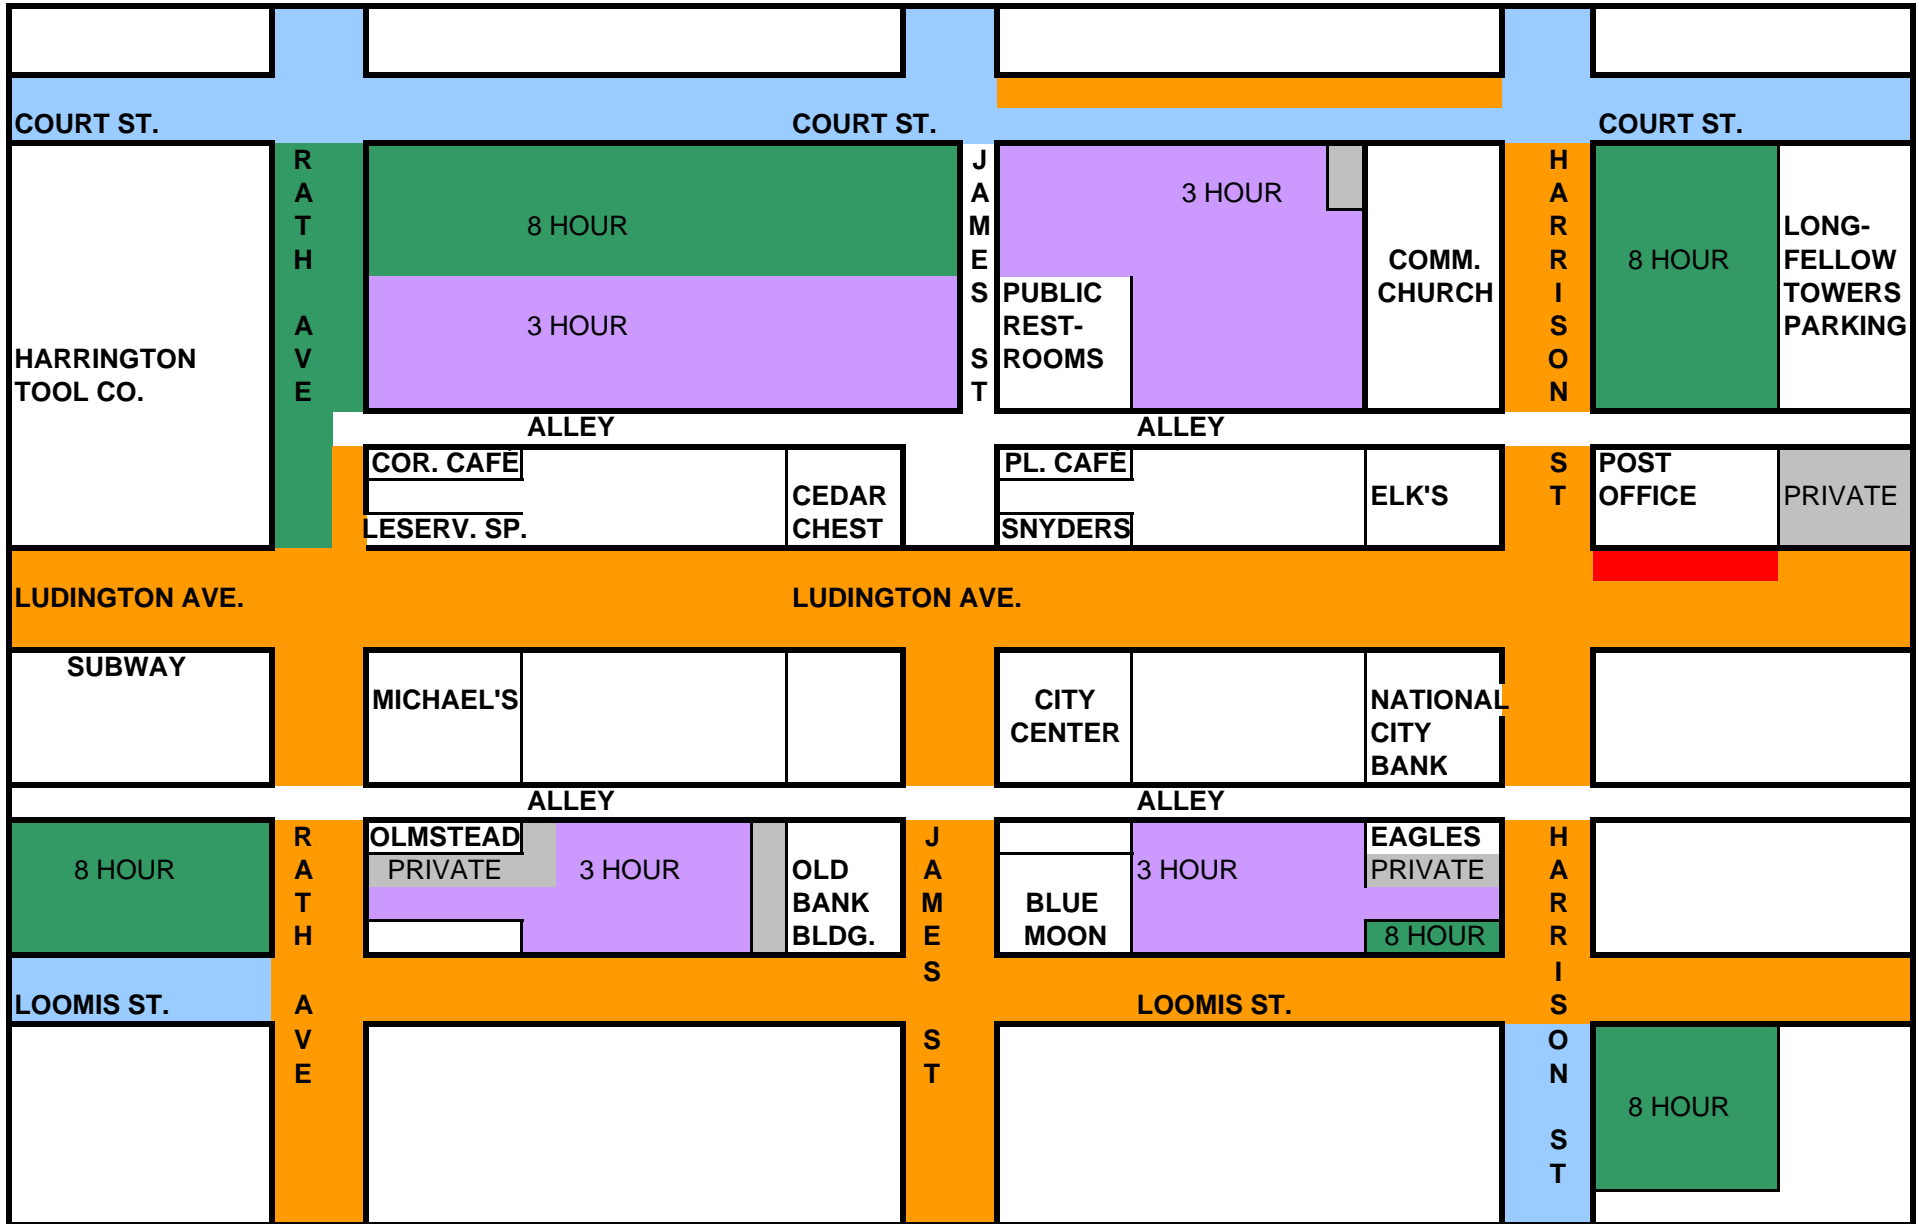 COURT ST.
COURT ST.
COURT ST.
RATH AVE
8 HOUR
3 HOUR
JAMES ST
3 HOUR
PUBLIC
REST-
ROOMS
COMM.
CHURCH
HARRISON ST
8 HOUR
LONG-
FELLOW
TOWERS
PARKING
HARRINGTON
TOOL CO.
ALLEY
ALLEY
COR. CAFÉ
LESERV. SP.
CEDAR
CHEST
PL. CAFÉ
SNYDERS
ELK'S
POST
OFFICE
PRIVATE
LUDINGTON AVE.
LUDINGTON AVE.
SUBWAY
MICHAEL'S
CITY
CENTER
NATIONAL
CITY
BANK
ALLEY
ALLEY
8 HOUR
RATH AVE
OLMSTEAD
PRIVATE
3 HOUR
OLD
BANK
BLDG.
JAMES ST
BLUE
MOON
3 HOUR
EAGLES
PRIVATE
8 HOUR
HARRISON ST
LOOMIS ST.
LOOMIS ST.
8 HOUR